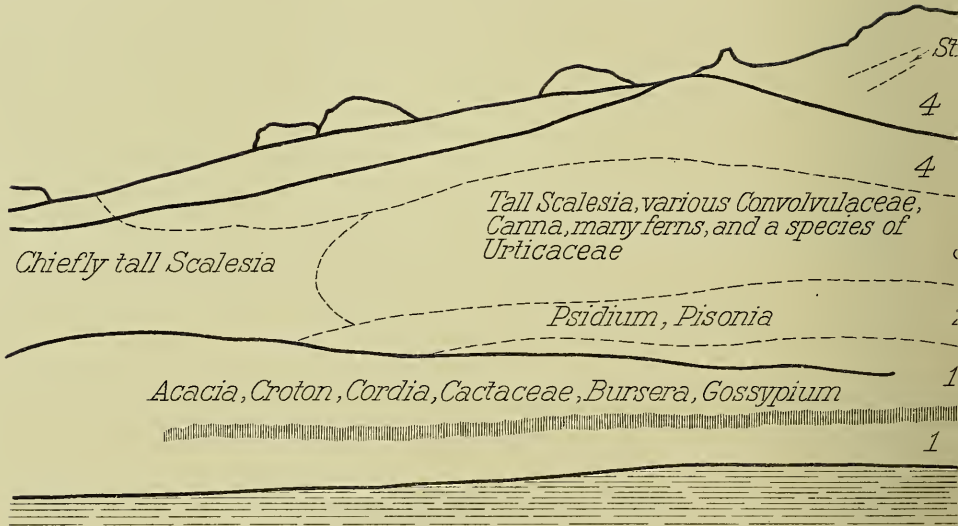 4
4
Tall Scalesia, various Convolvulaceae,
Canna, many ferns, and a species of
Urticaceae
Chiefly tall Scalesia
Psidium, Pisonia
1
Acacia, Croton, Cordia, Cactaceae, Bursera, Gossypium
1